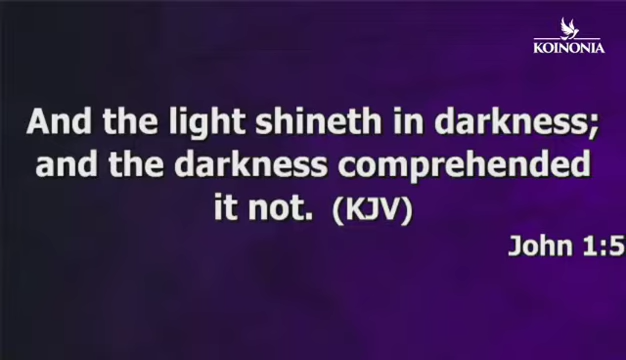 KOINONIA
And the light shineth in darkness;
and the darkness comprehended
it not. (KJV)
John 1:5